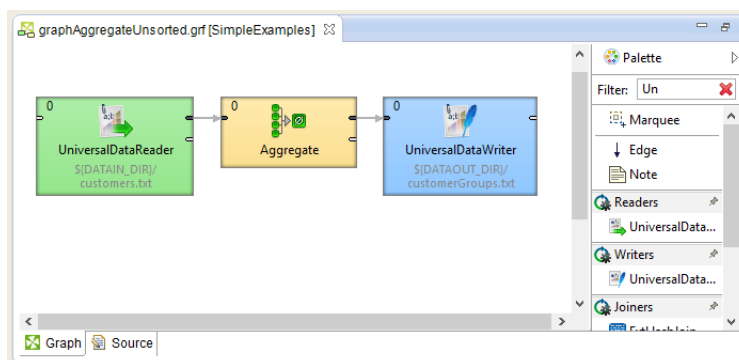 graphAggregateUnsorted.grf [SimpleExamples]
Palette
Filter: Un
Marquee
Edge
Note
Readers
UniversalData...
Writers
UniversalData...
Joiners
0
UniversalDataReader
$(DATAIN_DIR)/
customers.txt
0
Aggregate
0
UniversalDataWriter
$(DATAOUT_DIR)/
customerGroups.txt
Graph
Source